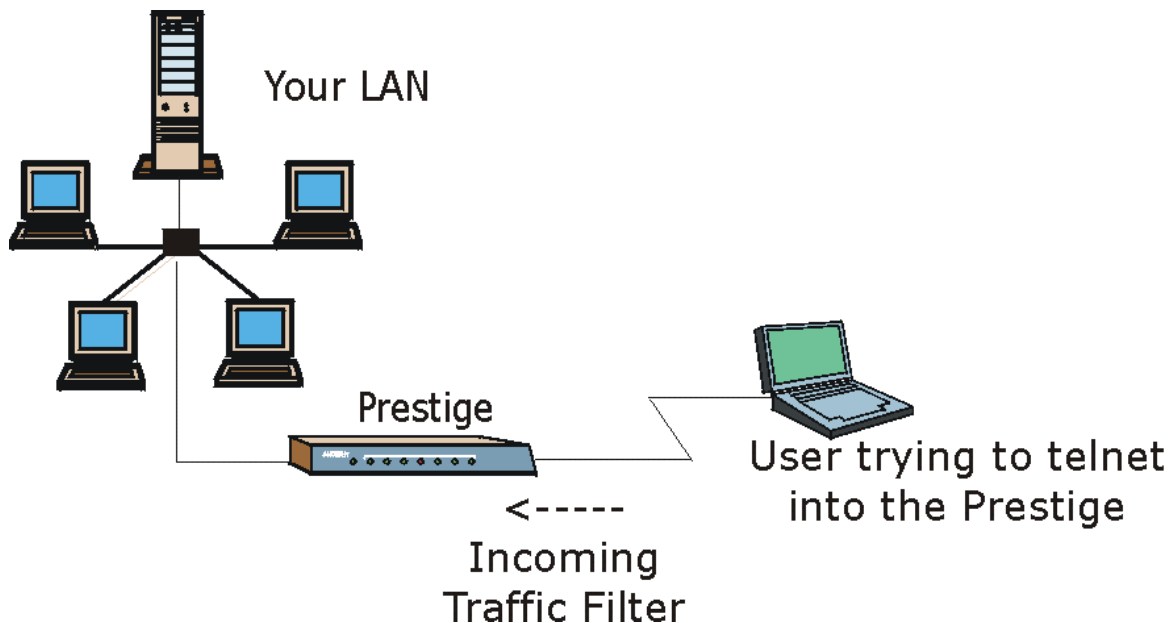 Your LAN
Prestige
User trying to telnet
into the Prestige
<-----
Incoming
Traffic Filter